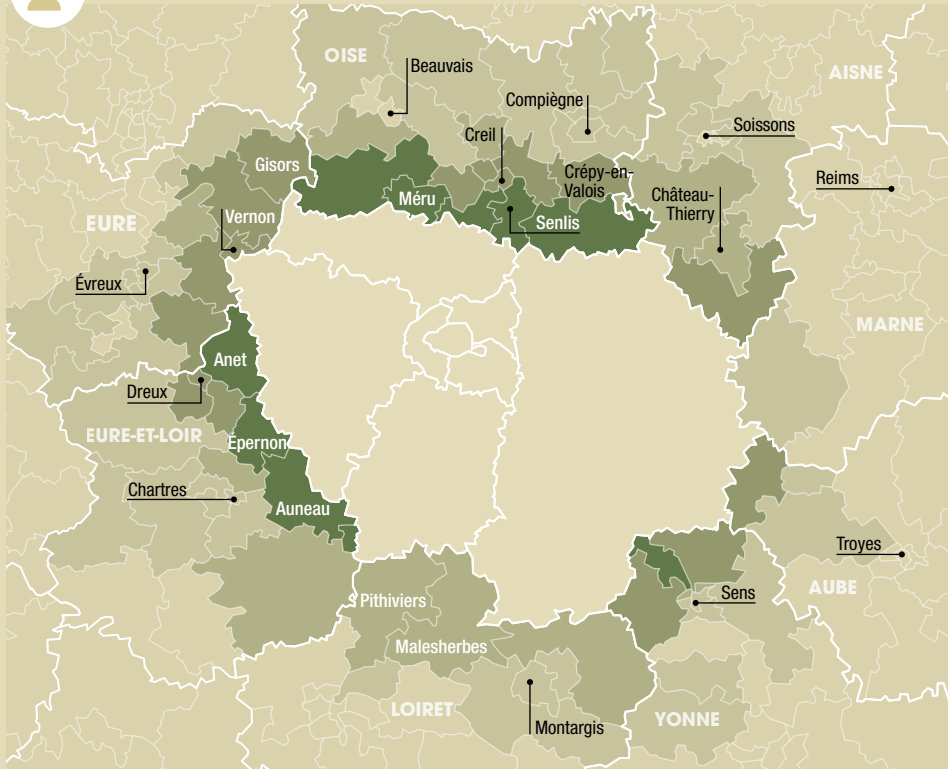 OISE
Beauvais
AISNE
Compiègne
Creil
Soissons
Gisors
Crépy-en-
Valois
Reims
Méru
Château-
Thierry
EURE
Vernon
Senlis
Évreux
MARNE
Anet
Dreux
EURE-ET-LOIR
Épernon
Chartres
Auneau
Troyes
AUBE
Sens
Pithiviers
Malesherbes
LOIRET
YONNE
Montargis